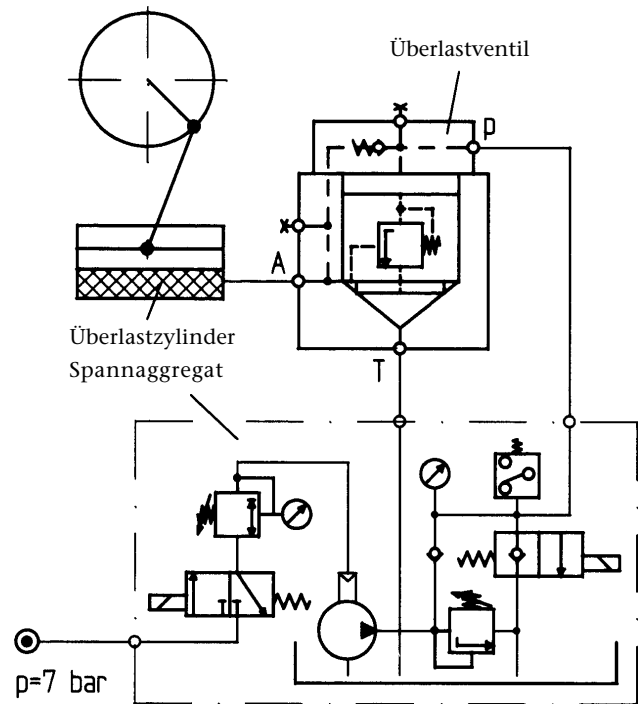 Überlastventil
P
A
Überlastzylinder
Spannaggregat
T
p=7 bar